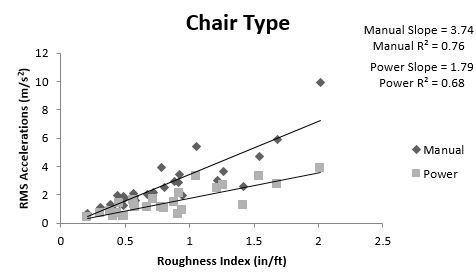 Chair Type
Manual Slope = 3.74
Manual R² = 0.76
Power Slope = 1.79
Power R² = 0.68
RMS Accelerations (m/s²)
12
10
8
6
4
2
0
0
0.5
1
1.5
2
2.5
Roughness Index (in/ft)
Manual
Power